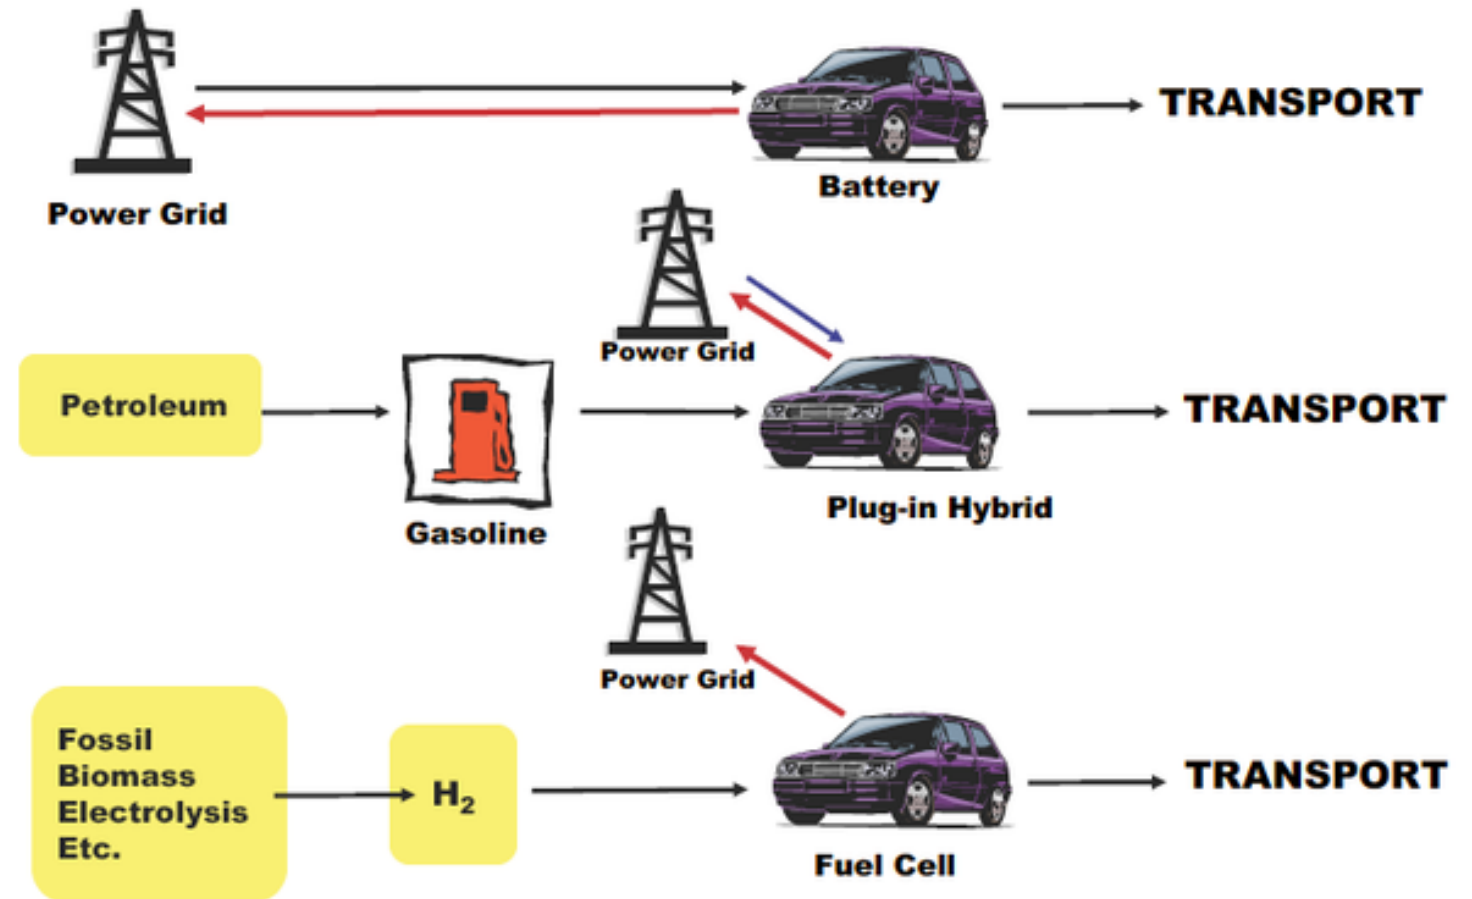 TRANSPORT
Battery
Power Grid
Power Grid
Petroleum
TRANSPORT
Plug-in Hybrid
Gasoline
Power Grid
Fossil
Biomass
Electrolysis
Etc.
H₂
TRANSPORT
Fuel Cell